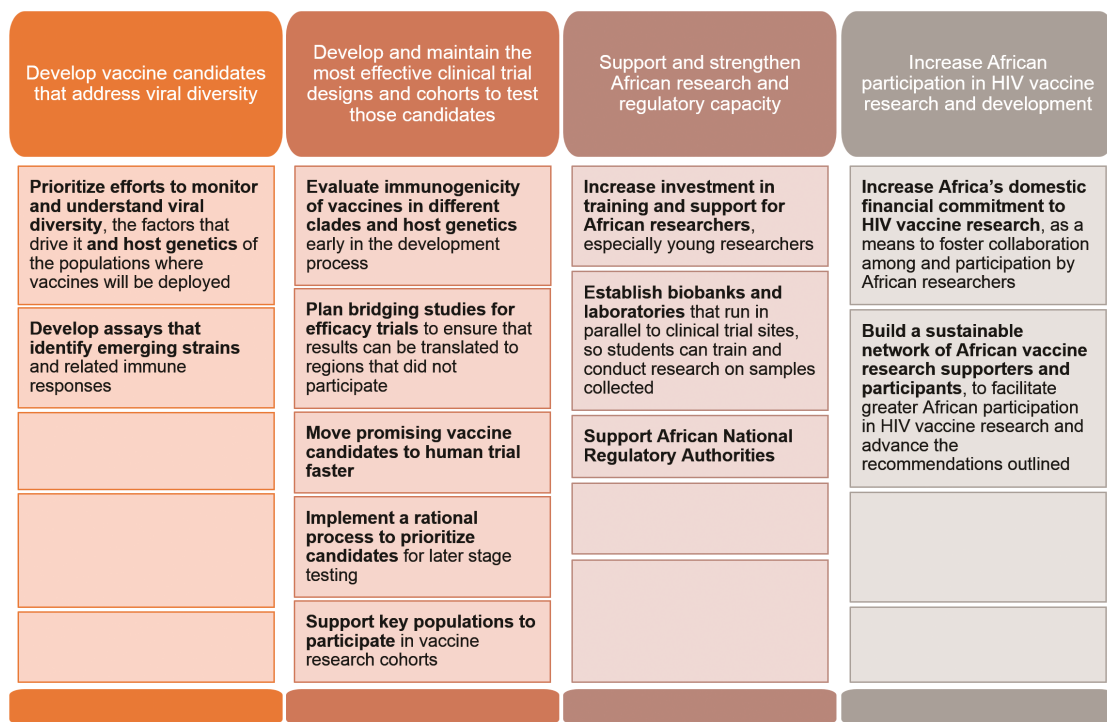 Develop vaccine candidates
that address viral diversity
Develop and maintain the
most effective clinical trial
designs and cohorts to test
those candidates
Support and strengthen
African research and
regulatory capacity
Increase African
participation in HIV vaccine
research and development
Prioritize efforts to monitor
and understand viral
diversity, the factors that
drive it and host genetics of
the populations where
vaccines will be deployed
Develop assays that
identify emerging strains
and related immune
responses
Evaluate immunogenicity
of vaccines in different
clades and host genetics
early in the development
process
Plan bridging studies for
efficacy trials to ensure that
results can be translated to
regions that did not
participate
Move promising vaccine
candidates to human trial
faster
Implement a rational
process to prioritize
candidates for later stage
testing
Support key populations to
participate in vaccine
research cohorts
Increase investment in
training and support for
African researchers,
especially young researchers
Establish biobanks and
laboratories that run in
parallel to clinical trial sites,
so students can train and
conduct research on samples
collected
Support African National
Regulatory Authorities
Increase Africa’s domestic
financial commitment to
HIV vaccine research, as a
means to foster collaboration
among and participation by
African researchers
Build a sustainable
network of African vaccine
research supporters and
participants, to facilitate
greater African participation
in HIV vaccine research and
advance the
recommendations outlined